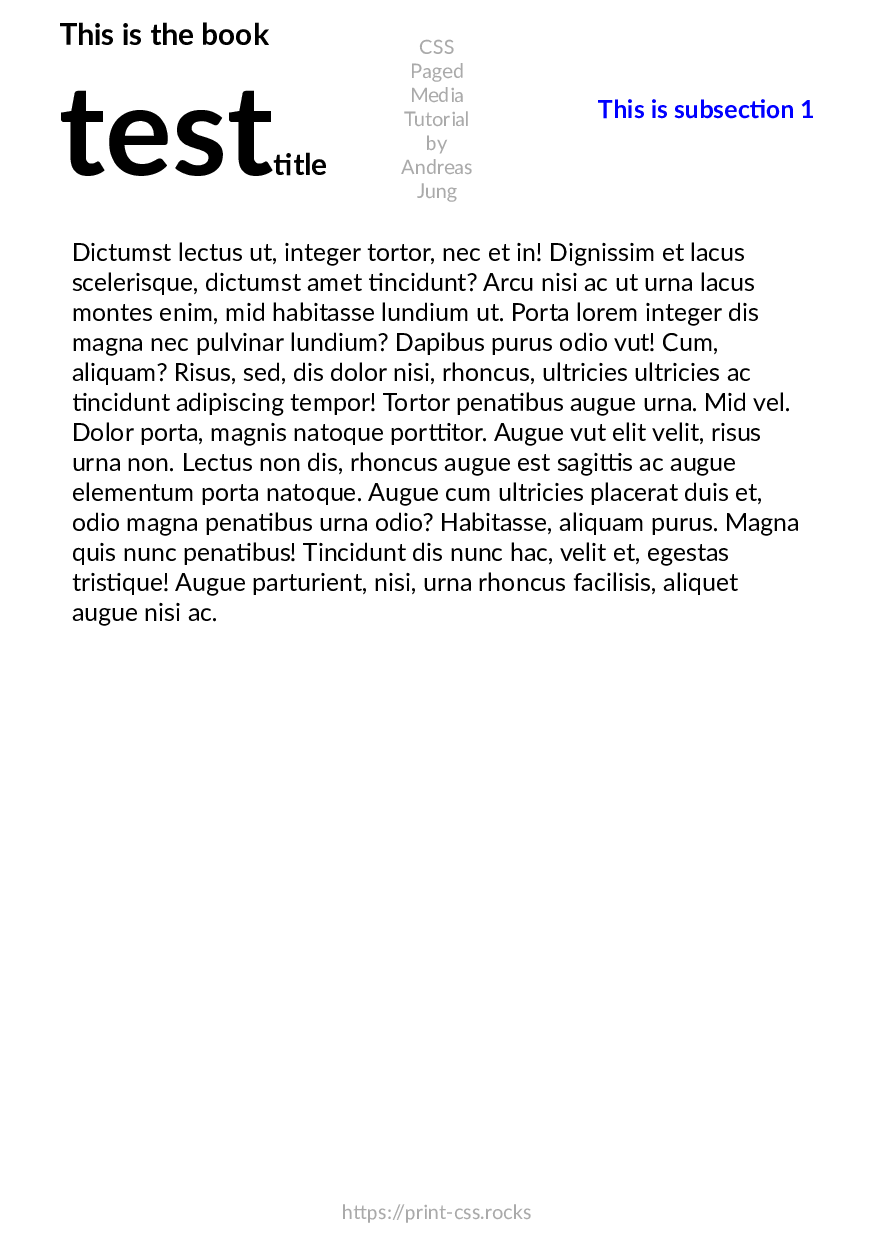 This is the book
testtitle
CSS
Paged
Media
Tutorial
by
Andreas
Jung
This is subsection 1
Dictumst lectus ut, integer tortor, nec et in! Dignissim et lacus
scelerisque, dictumst amet tincidunt? Arcu nisi ac ut urna lacus
montes enim, mid habitasse lundium ut. Porta lorem integer dis
magna nec pulvinar lundium? Dapibus purus odio vut! Cum,
aliquam? Risus, sed, dis dolor nisi, rhoncus, ultricies ultricies ac
tincidunt adipiscing tempor! Tortor penatibus augue urna. Mid vel.
Dolor porta, magnis natoque porttitor. Augue vut elit velit, risus
urna non. Lectus non dis, rhoncus augue est sagittis ac augue
elementum porta natoque. Augue cum ultricies placerat duis et,
odio magna penatibus urna odio? Habitasse, aliquam purus. Magna
quis nunc penatibus! Tincidunt dis nunc hac, velit et, egestas
tristique! Augue parturient, nisi, urna rhoncus facilisis, aliquet
augue nisi ac.
https://print-css.rocks